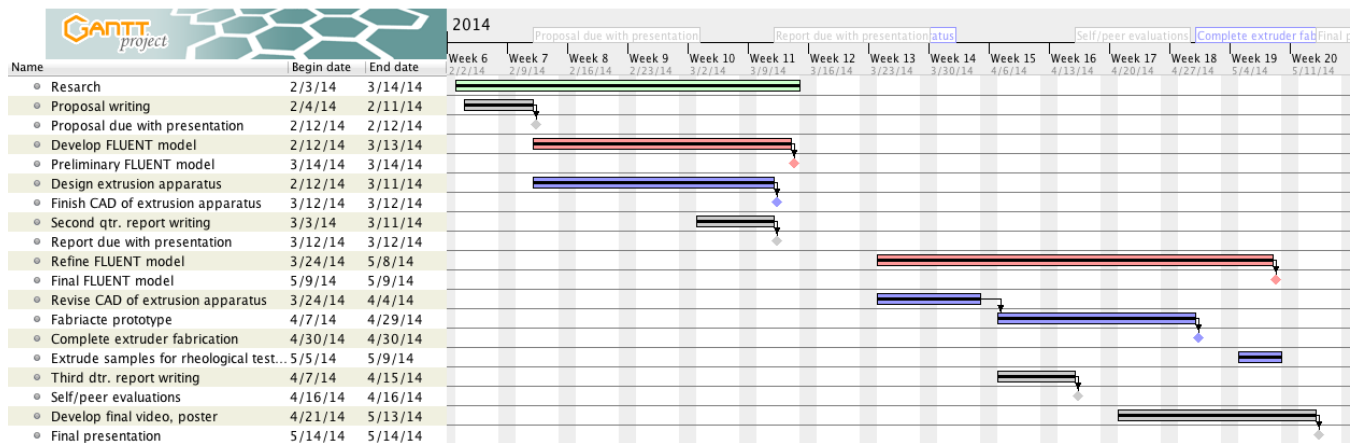 GANTT
project
2014
Proposal due with presentation Report due with presentation atus Self/peer evaluations Complete extruder fab Final p
Name Begin date End date
Week 6 Week 7 Week 8 Week 9 Week 10 Week 11 Week 12 Week 13 Week 14 Week 15 Week 16 Week 17 Week 18 Week 19 Week 20
2/2/14 2/9/14 2/16/14 2/23/14 3/2/14 3/9/14 3/16/14 3/23/14 3/30/14 4/6/14 4/13/14 4/20/14 4/27/14 5/4/14 5/11/14
Resarch 2/3/14 3/14/14
Proposal writing 2/4/14 2/11/14
Proposal due with presentation 2/12/14 2/12/14
Develop FLUENT model 2/12/14 3/13/14
Preliminary FLUENT model 3/14/14 3/14/14
Design extrusion apparatus 2/12/14 3/11/14
Finish CAD of extrusion apparatus 3/12/14 3/12/14
Second qtr. report writing 3/3/14 3/11/14
Report due with presentation 3/12/14 3/12/14
Refine FLUENT model 3/24/14 5/8/14
Final FLUENT model 5/9/14 5/9/14
Revise CAD of extrusion apparatus 3/24/14 4/4/14
Fabriacte prototype 4/7/14 4/29/14
Complete extruder fabrication 4/30/14 4/30/14
Extrude samples for rheological test... 5/5/14 5/9/14
Third dtr. report writing 4/7/14 4/15/14
Self/peer evaluations 4/16/14 4/16/14
Develop final video, poster 4/21/14 5/13/14
Final presentation 5/14/14 5/14/14